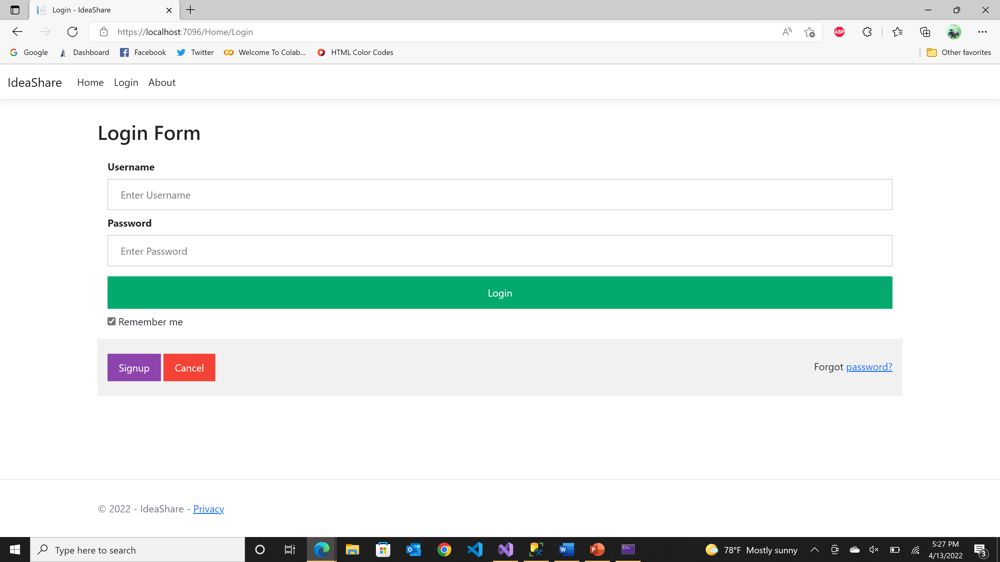 Login - IdeaShare
https://localhost:7096/Home/Login
ABP
Google Dashboard Facebook Twitter Welcome To Colab... HTML Color Codes Other favorites
IdeaShare Home Login About
Login Form
Username
Enter Username
Password
Enter Password
Login
Remember me
Signup Cancel Forgot password?
© 2022 - IdeaShare - Privacy
Type here to search 78°F Mostly sunny 5:27 PM
4/13/2022 3